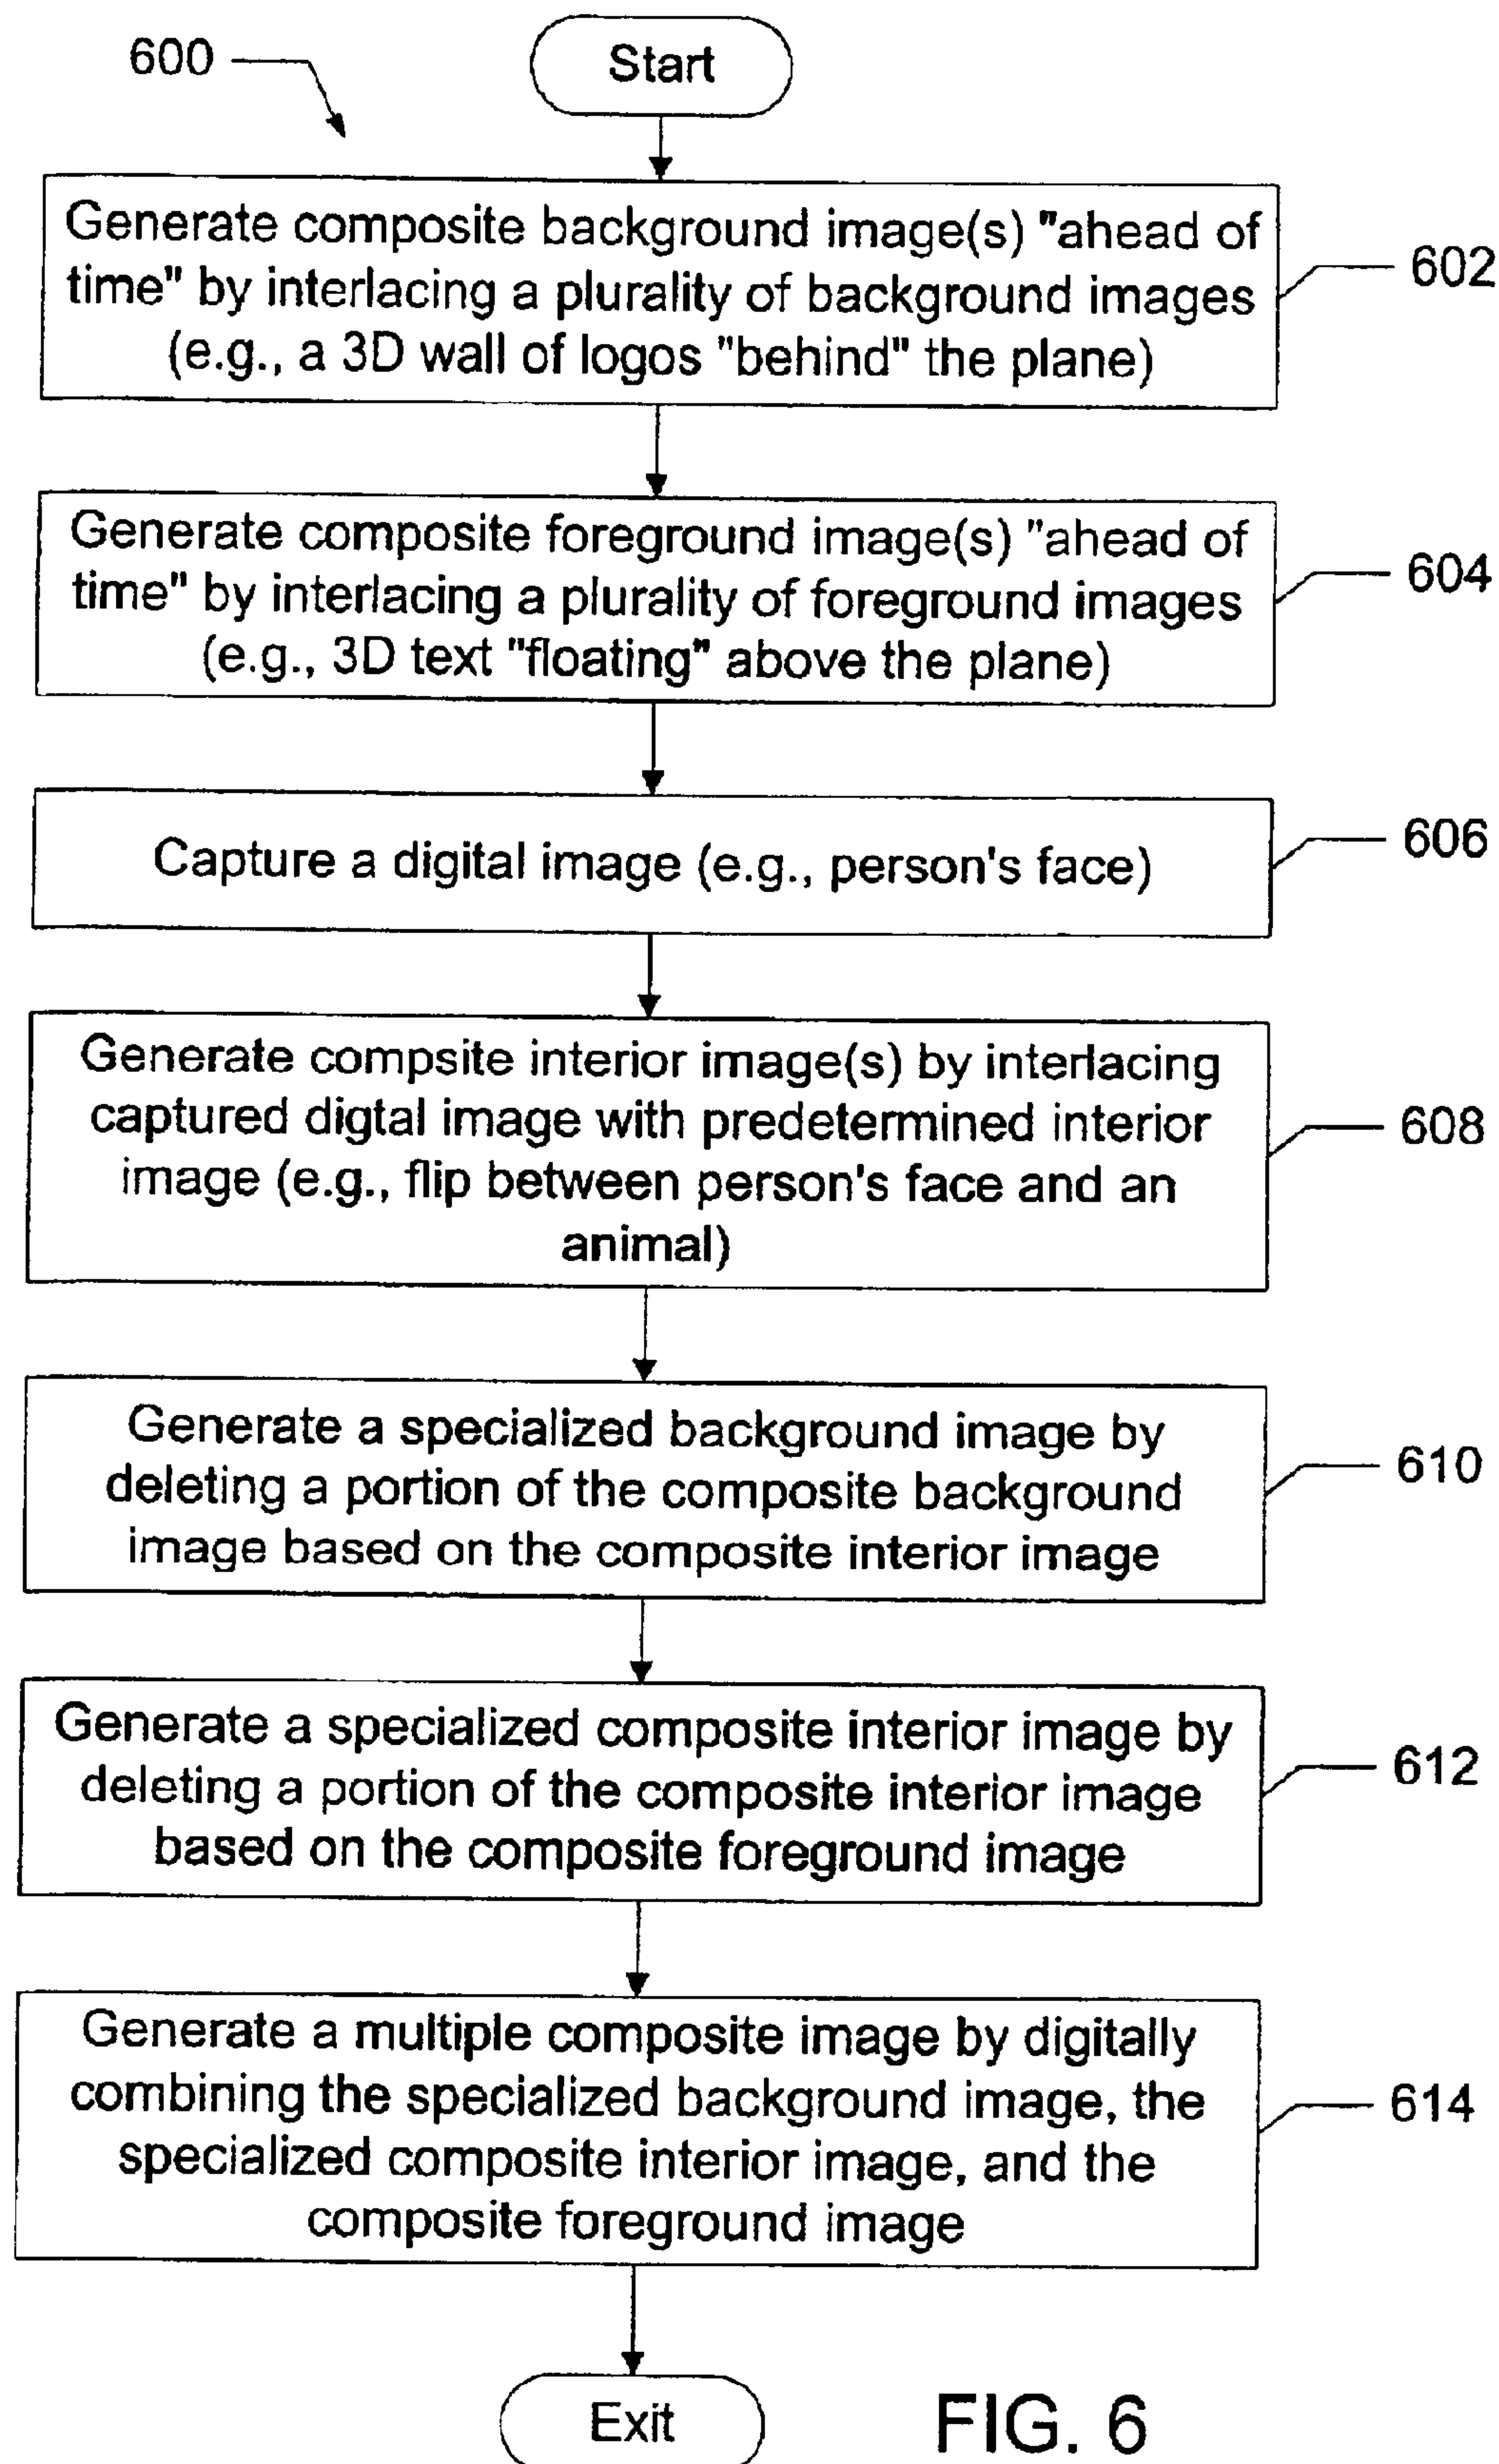 600
Start
Generate composite background image(s) "ahead of
time" by interlacing a plurality of background images
(e.g., a 3D wall of logos "behind" the plane)
602
Generate composite foreground image(s) "ahead of
time" by interlacing a plurality of foreground images
(e.g., 3D text "floating" above the plane)
604
Capture a digital image (e.g., person's face)
606
Generate compsite interior image(s) by interlacing
captured digtal image with predetermined interior
image (e.g., flip between person's face and an
animal)
608
Generate a specialized background image by
deleting a portion of the composite background
image based on the composite interior image
610
Generate a specialized composite interior image by
deleting a portion of the composite interior image
based on the composite foreground image
612
Generate a multiple composite image by digitally
combining the specialized background image, the
specialized composite interior image, and the
composite foreground image
614
Exit
FIG. 6